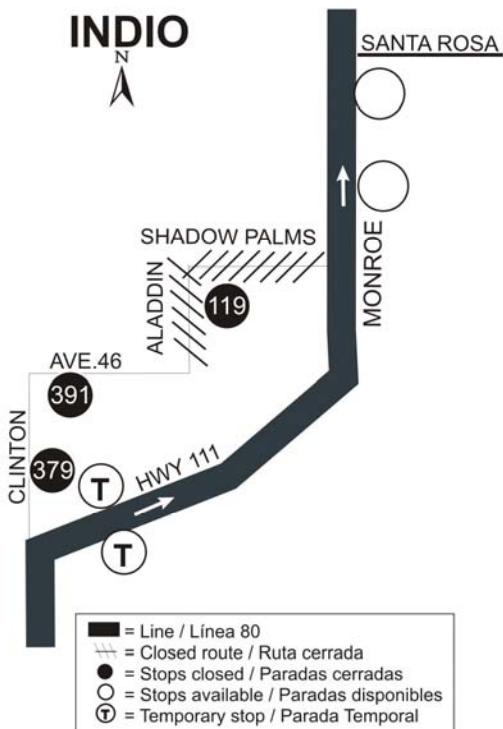 INDIO
N
SANTA ROSA
SHADOW PALMS
MONROE
ALADDIN
119
AVE.46
391
CLINTON
379
HWY 111
T
T
= Line / Línea 80
= Closed route / Ruta cerrada
= Stops closed / Paradas cerradas
= Stops available / Paradas disponibles
T = Temporary stop / Parada Temporal